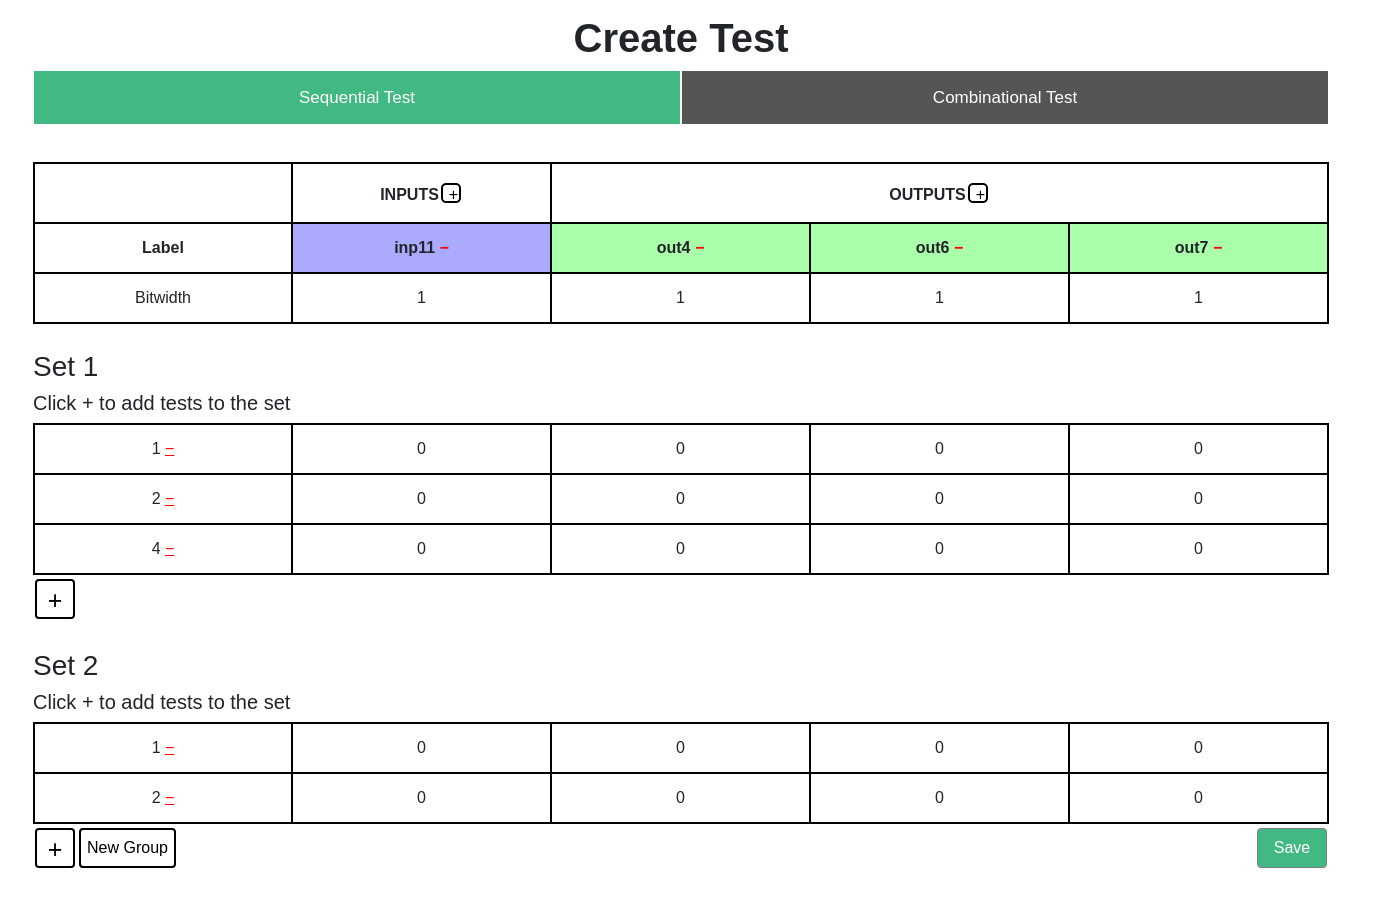 Create Test
Sequential Test Combinational Test
INPUTS + OUTPUTS +
Label inp11 − out4 − out6 − out7 −
Bitwidth 1 1 1 1
Set 1
Click + to add tests to the set
1 − 0 0 0 0
2 − 0 0 0 0
4 − 0 0 0 0
+
Set 2
Click + to add tests to the set
1 − 0 0 0 0
2 − 0 0 0 0
+ New Group Save